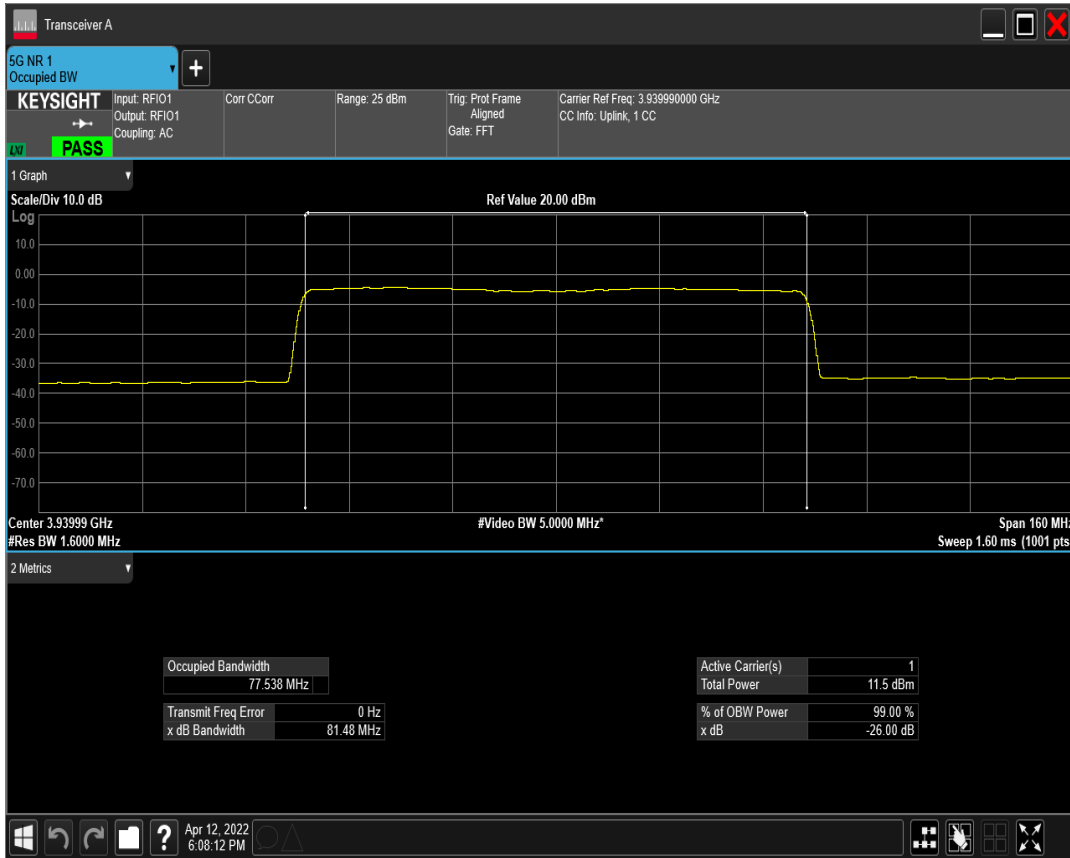 Transceiver A
5G NR 1
Occupied BW
KEYSIGHT
LXI
PASS
Input: RFIO1
Output: RFIO1
Coupling: AC
Corr CCorr
Range: 25 dBm
Trig: Prot Frame
Aligned
Gate: FFT
Carrier Ref Freq: 3.939990000 GHz
CC Info: Uplink, 1 CC
1 Graph
Scale/Div 10.0 dB
Ref Value 20.00 dBm
Log
10.0
0.00
-10.0
-20.0
-30.0
-40.0
-50.0
-60.0
-70.0
Center 3.93999 GHz
#Video BW 5.0000 MHz*
Span 160 MHz
#Res BW 1.6000 MHz
Sweep 1.60 ms (1001 pts
2 Metrics
Occupied Bandwidth
77.538 MHz
Transmit Freq Error 0 Hz
x dB Bandwidth 81.48 MHz
Active Carrier(s) 1
Total Power 11.5 dBm
% of OBW Power 99.00 %
x dB -26.00 dB
?
Apr 12, 2022
6:08:12 PM